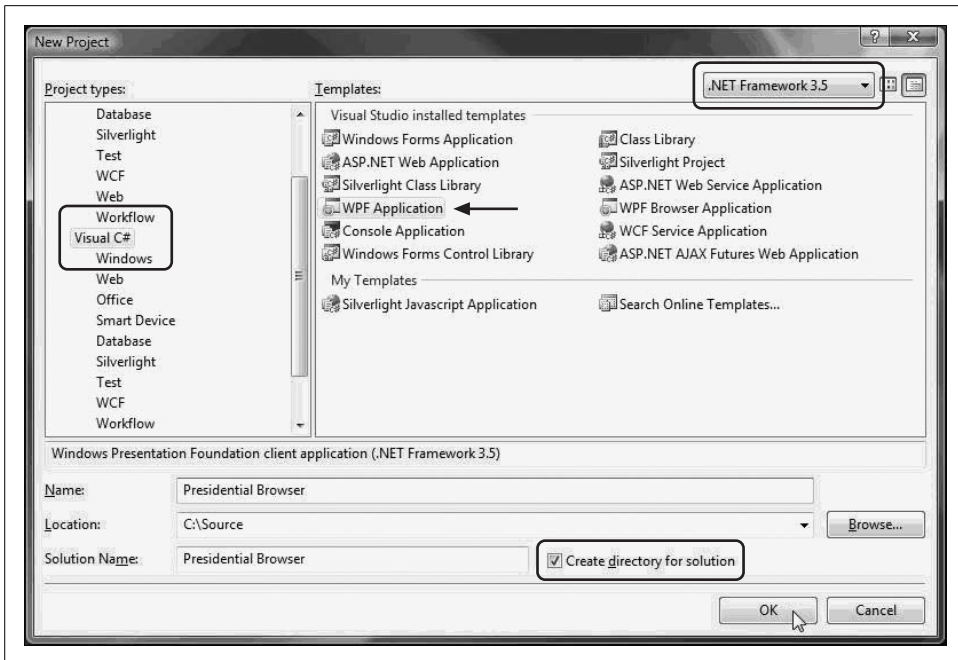 New Project
Project types:
Templates:
.NET Framework 3.5
Database
Silverlight
Test
WCF
Web
Workflow
Visual C#
Windows
Web
Office
Smart Device
Database
Silverlight
Test
WCF
Workflow
Visual Studio installed templates
Windows Forms Application
Class Library
ASP.NET Web Application
Silverlight Project
Silverlight Class Library
ASP.NET Web Service Application
WPF Application
WPF Browser Application
Console Application
WCF Service Application
Windows Forms Control Library
ASP.NET AJAX Futures Web Application
My Templates
Silverlight Javascript Application
Search Online Templates...
Windows Presentation Foundation client application (.NET Framework 3.5)
Name:
Presidential Browser
Location:
C:\Source
Browse...
Solution Name:
Presidential Browser
Create directory for solution
OK
Cancel